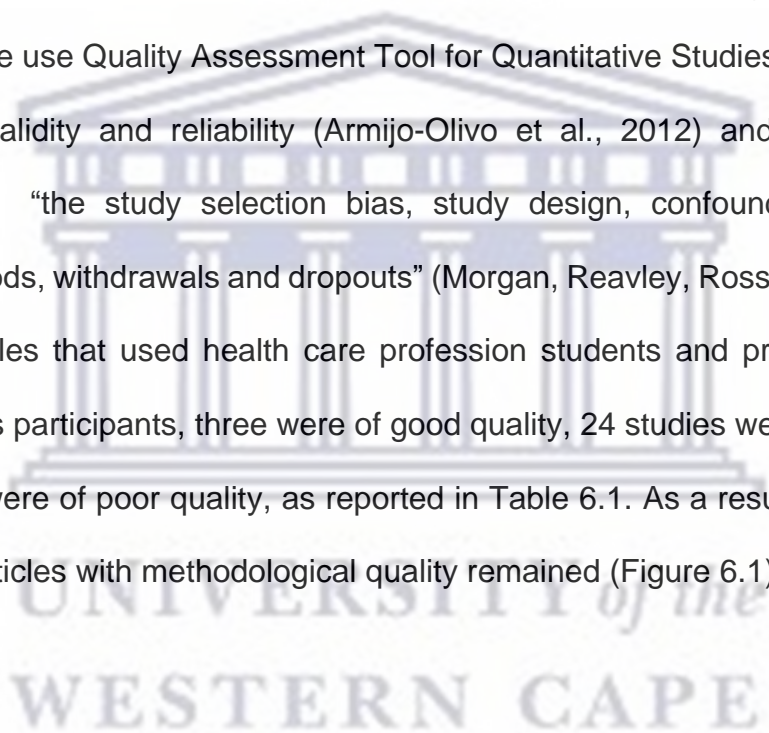 e use Quality Assessment Tool for Quantitative Studies
alidity and reliability (Armijo-Olivo et al., 2012) and
“the study selection bias, study design, confound
ods, withdrawals and dropouts” (Morgan, Reavley, Ross
les that used health care profession students and pr
s participants, three were of good quality, 24 studies we
were of poor quality, as reported in Table 6.1. As a resu
ticles with methodological quality remained (Figure 6.1)
UNIVERSITY of the
WESTERN CAPE